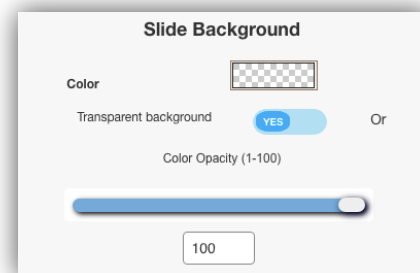 Slide Background
Color
Transparent background YES Or
Color Opacity (1-100)
100